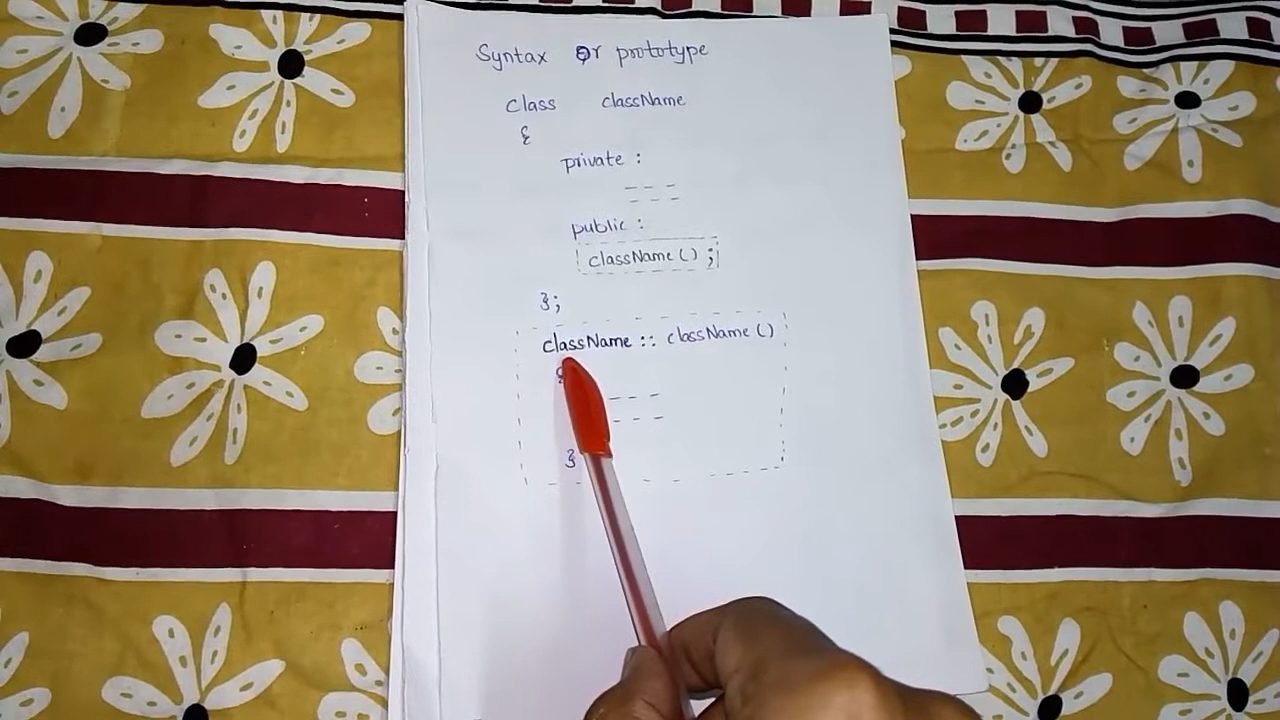 Syntax Or prototype
class className
{
private :
- - -
- - -
public :
className ( ) ;
} ;
className : : className ( )
{
- - -
- - -
}